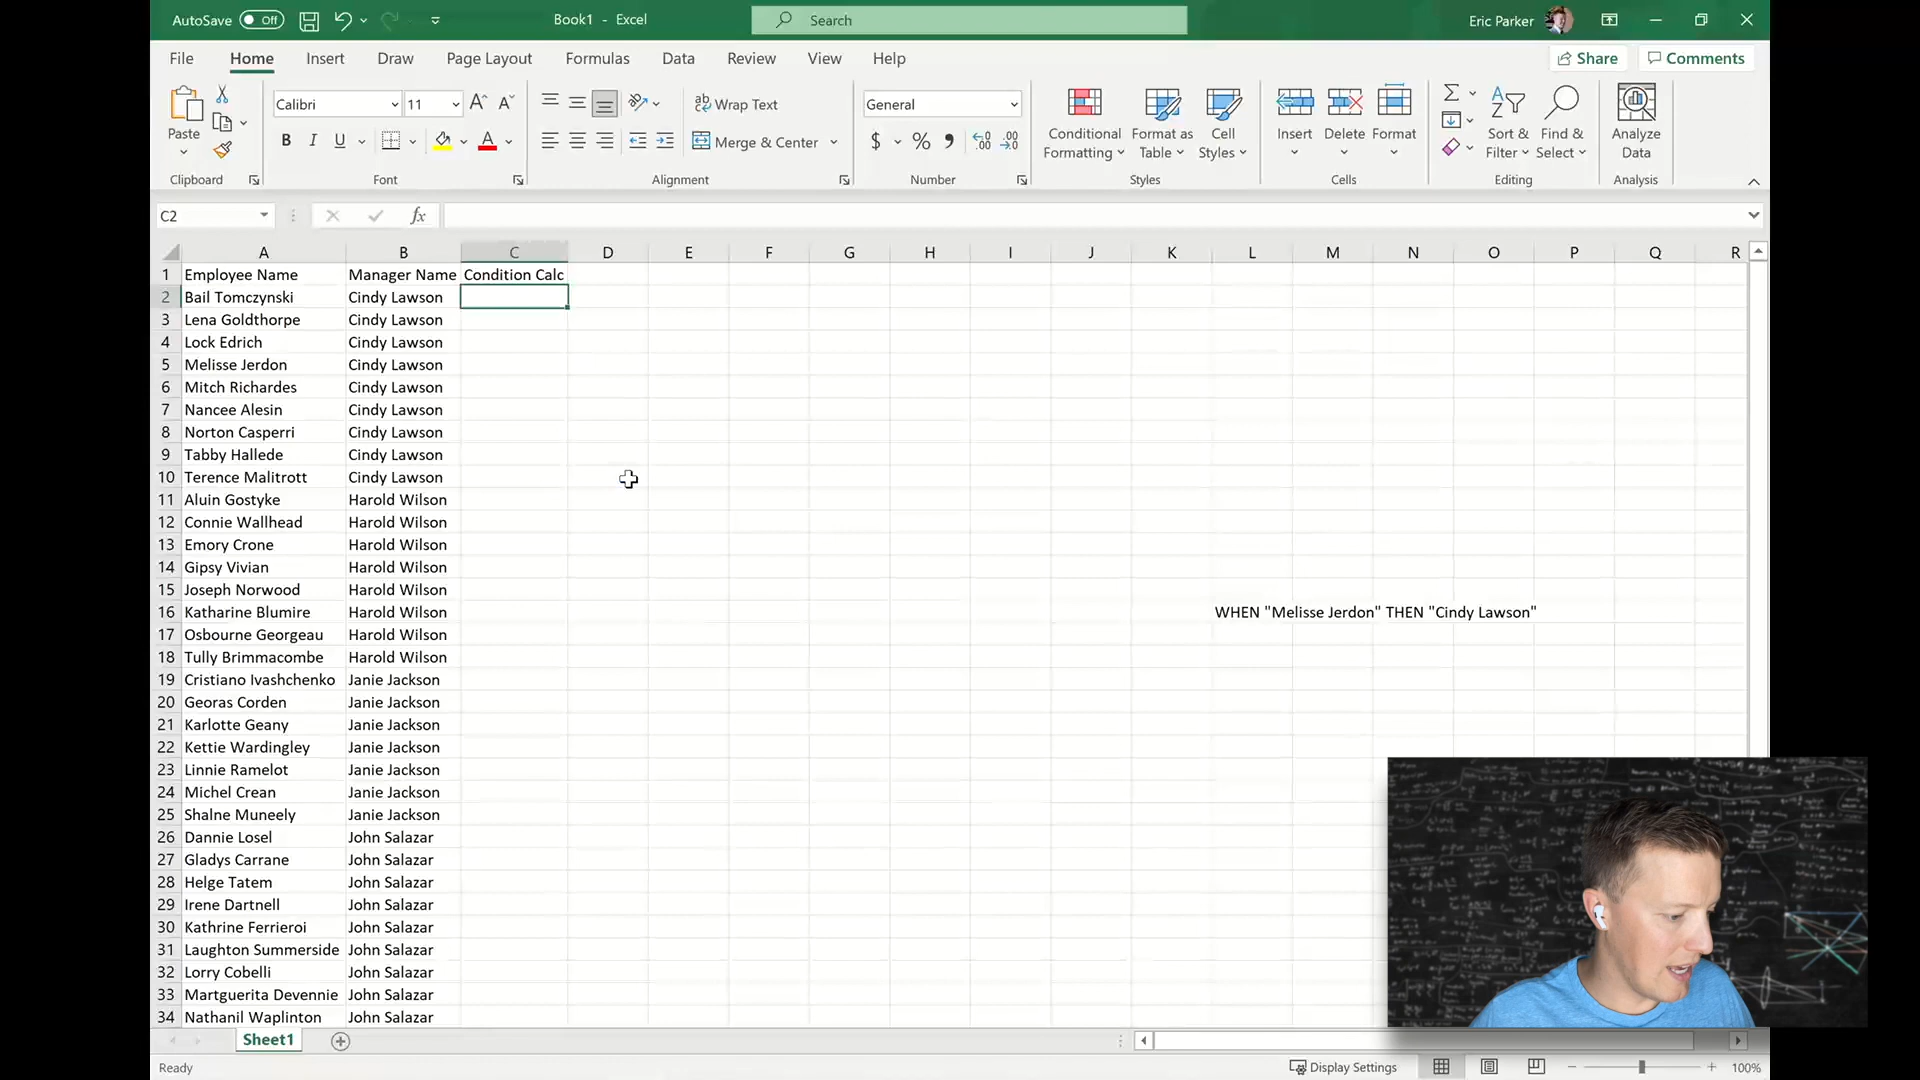 AutoSave Off Book1 - Excel Search Eric Parker
File Home Insert Draw Page Layout Formulas Data Review View Help Share Comments
Paste
Clipboard
Calibri 11
B I U A
Font
ab Wrap Text
Merge & Center
Alignment
General
$ % 9
Number
Conditional Formatting
Format as Table
Cell Styles
Styles
Insert Delete Format
Cells
Sort & Filter
Find & Select
Editing
Analyze Data
Analysis
C2 fx
A B C D E F G H I J K L M N O P Q R
1 Employee Name Manager Name Condition Calc
2 Bail Tomczynski Cindy Lawson
3 Lena Goldthorpe Cindy Lawson
4 Lock Edrich Cindy Lawson
5 Melisse Jerdon Cindy Lawson
6 Mitch Richardes Cindy Lawson
7 Nancee Alesin Cindy Lawson
8 Norton Casperri Cindy Lawson
9 Tabby Hallede Cindy Lawson
10 Terence Malitrott Cindy Lawson
11 Aluin Gostyke Harold Wilson
12 Connie Wallhead Harold Wilson
13 Emory Crone Harold Wilson
14 Gipsy Vivian Harold Wilson
15 Joseph Norwood Harold Wilson
16 Katharine Blumire Harold Wilson WHEN "Melisse Jerdon" THEN "Cindy Lawson"
17 Osbourne Georgeau Harold Wilson
18 Tully Brimmacombe Harold Wilson
19 Cristiano Ivashchenko Janie Jackson
20 Georas Corden Janie Jackson
21 Karlotte Geany Janie Jackson
22 Kettie Wardingley Janie Jackson
23 Linnie Ramelot Janie Jackson
24 Michel Crean Janie Jackson
25 Shalne Muneely Janie Jackson
26 Dannie Losel John Salazar
27 Gladys Carrane John Salazar
28 Helge Tatem John Salazar
29 Irene Dartnell John Salazar
30 Kathrine Ferrieroi John Salazar
31 Laughton Summerside John Salazar
32 Lorry Cobelli John Salazar
33 Martguerita Devennie John Salazar
34 Nathanil Waplinton John Salazar
Sheet1
Ready Display Settings 100%